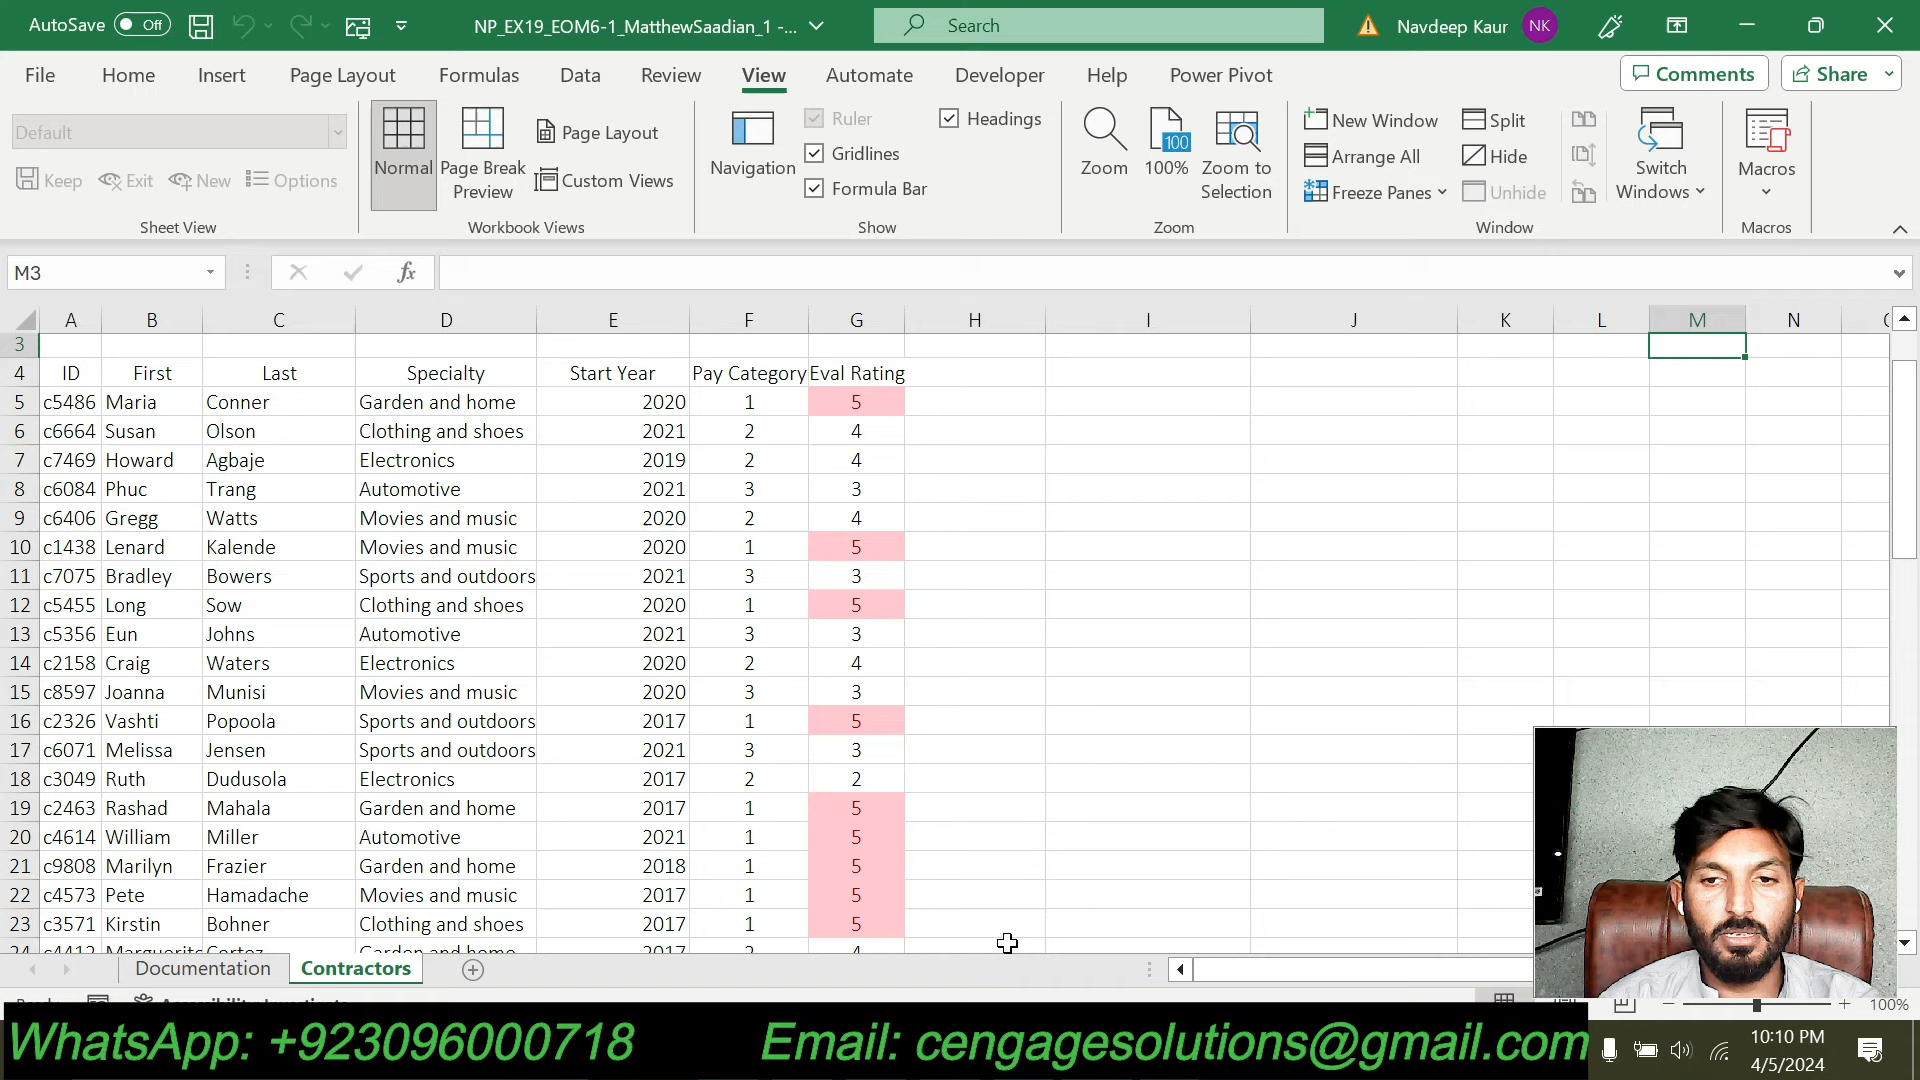 AutoSave Off NP_EX19_EOM6-1_MatthewSaadian_1 -... Search Navdeep Kaur NK
File Home Insert Page Layout Formulas Data Review View Automate Developer Help Power Pivot Comments Share
Default
Keep Exit New Options
Sheet View
Normal
Page Break Preview
Page Layout
Custom Views
Workbook Views
Navigation
Ruler
Gridlines
Formula Bar
Headings
Show
Zoom
100
100%
Zoom to Selection
Zoom
New Window
Arrange All
Freeze Panes
Split
Hide
Unhide
Switch Windows
Window
Macros
Macros
M3 fx
A B C D E F G H I J K L M N
3
4 ID First Last Specialty Start Year Pay Category Eval Rating
5 c5486 Maria Conner Garden and home 2020 1 5
6 c6664 Susan Olson Clothing and shoes 2021 2 4
7 c7469 Howard Agbaje Electronics 2019 2 4
8 c6084 Phuc Trang Automotive 2021 3 3
9 c6406 Gregg Watts Movies and music 2020 2 4
10 c1438 Lenard Kalende Movies and music 2020 1 5
11 c7075 Bradley Bowers Sports and outdoors 2021 3 3
12 c5455 Long Sow Clothing and shoes 2020 1 5
13 c5356 Eun Johns Automotive 2021 3 3
14 c2158 Craig Waters Electronics 2020 2 4
15 c8597 Joanna Munisi Movies and music 2020 3 3
16 c2326 Vashti Popoola Sports and outdoors 2017 1 5
17 c6071 Melissa Jensen Sports and outdoors 2021 3 3
18 c3049 Ruth Dudusola Electronics 2017 2 2
19 c2463 Rashad Mahala Garden and home 2017 1 5
20 c4614 William Miller Automotive 2021 1 5
21 c9808 Marilyn Frazier Garden and home 2018 1 5
22 c4573 Pete Hamadache Movies and music 2017 1 5
23 c3571 Kirstin Bohner Clothing and shoes 2017 1 5
Documentation Contractors
100%
WhatsApp: +923096000718 Email: cengagesolutions@gmail.com
10:10 PM
4/5/2024